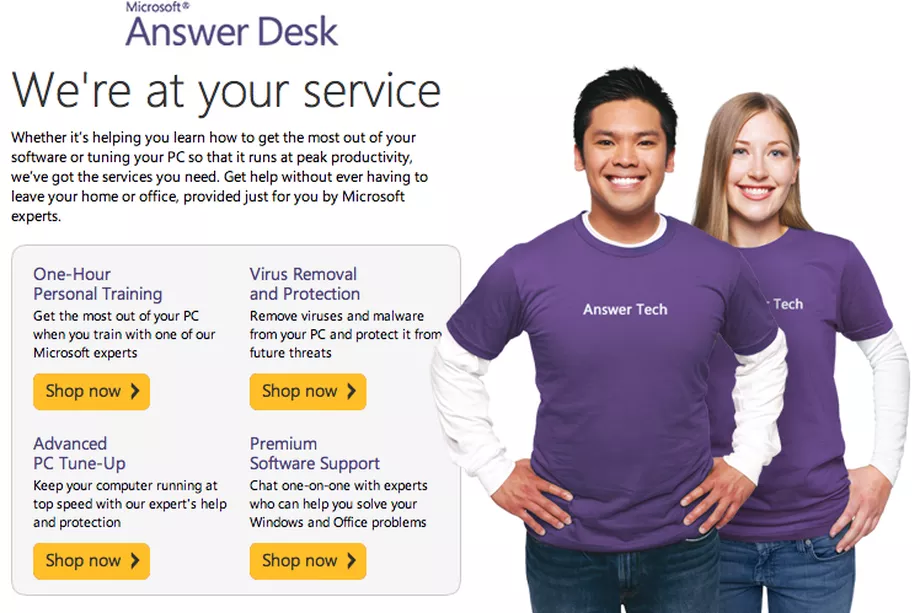 Microsoft®
Answer Desk
We're at your service
Whether it's helping you learn how to get the most out of your
software or tuning your PC so that it runs at peak productivity,
we've got the services you need. Get help without ever having to
leave your home or office, provided just for you by Microsoft
experts.
One-Hour
Personal Training
Get the most out of your PC
when you train with one of our
Microsoft experts
Shop now
Virus Removal
and Protection
Remove viruses and malware
from your PC and protect it from
future threats
Shop now
Advanced
PC Tune-Up
Keep your computer running at
top speed with our expert's help
and protection
Shop now
Premium
Software Support
Chat one-on-one with experts
who can help you solve your
Windows and Office problems
Shop now
Answer Tech
Tech